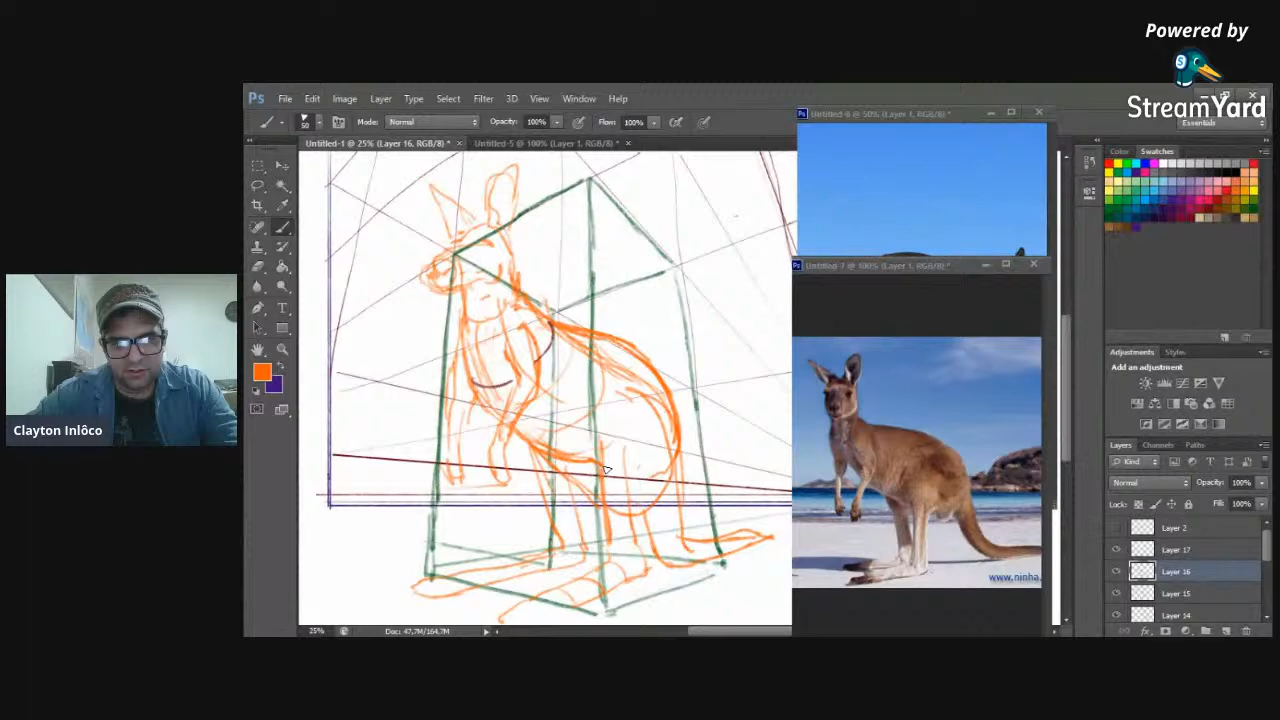 Powered by
StreamYard
Ps File Edit Image Layer Type Select Filter 3D View Window Help
50 Mode: Normal Opacity: 100% Flow: 100%
Essentials
Untitled-1 @ 25% (Layer 16, RGB/8) * × Untitled-5 @ 100% (Layer 1, RGB/8) * ×
Untitled-6 @ 50% (Layer 1, RGB/8) *
Untitled-7 @ 100% (Layer 1, RGB/8) *
Color Swatches
Adjustments Styles
Add an adjustment
Layers Channels Paths
Kind
Normal Opacity: 100%
Lock: Fill: 100%
Layer 2
Layer 17
Layer 16
Layer 15
Layer 14
www.ninha.
25% Doc: 47,7M/164,7M
Clayton Inlôco